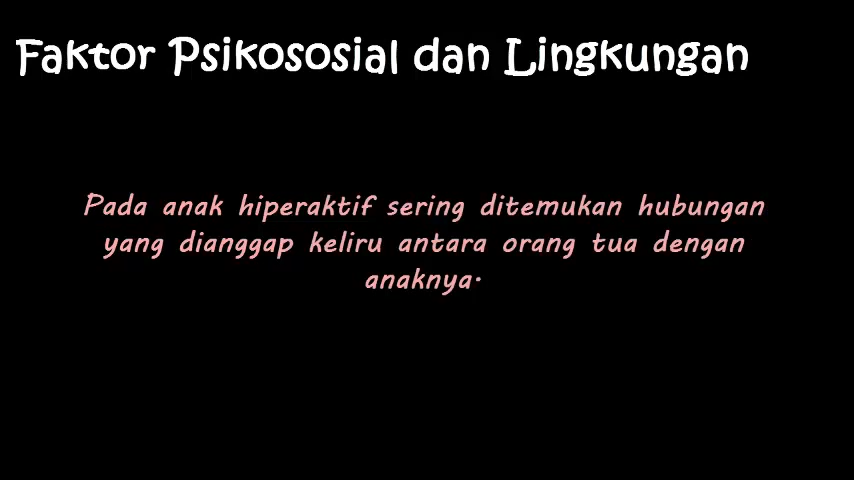 Faktor Psikososial dan Lingkungan
Pada anak hiperaktif sering ditemukan hubungan
yang dianggap keliru antara orang tua dengan
anaknya.